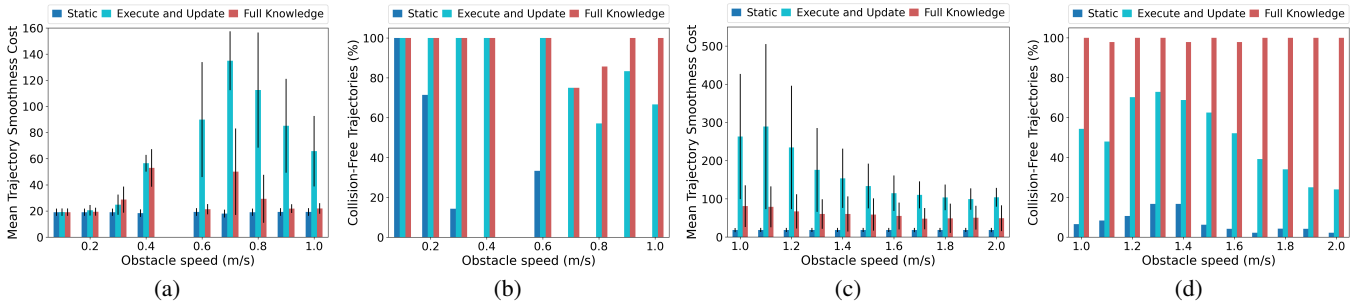 Static Execute and Update Full Knowledge
Mean Trajectory Smoothness Cost
160
140
120
100
80
60
40
20
0
0.2 0.4 0.6 0.8 1.0
Obstacle speed (m/s)
(a)
Static Execute and Update Full Knowledge
Collision-Free Trajectories (%)
100
80
60
40
20
0
0.2 0.4 0.6 0.8 1.0
Obstacle speed (m/s)
(b)
Static Execute and Update Full Knowledge
Mean Trajectory Smoothness Cost
500
400
300
200
100
0
1.0 1.2 1.4 1.6 1.8 2.0
Obstacle speed (m/s)
(c)
Static Execute and Update Full Knowledge
Collision-Free Trajectories (%)
100
80
60
40
20
0
1.0 1.2 1.4 1.6 1.8 2.0
Obstacle speed (m/s)
(d)